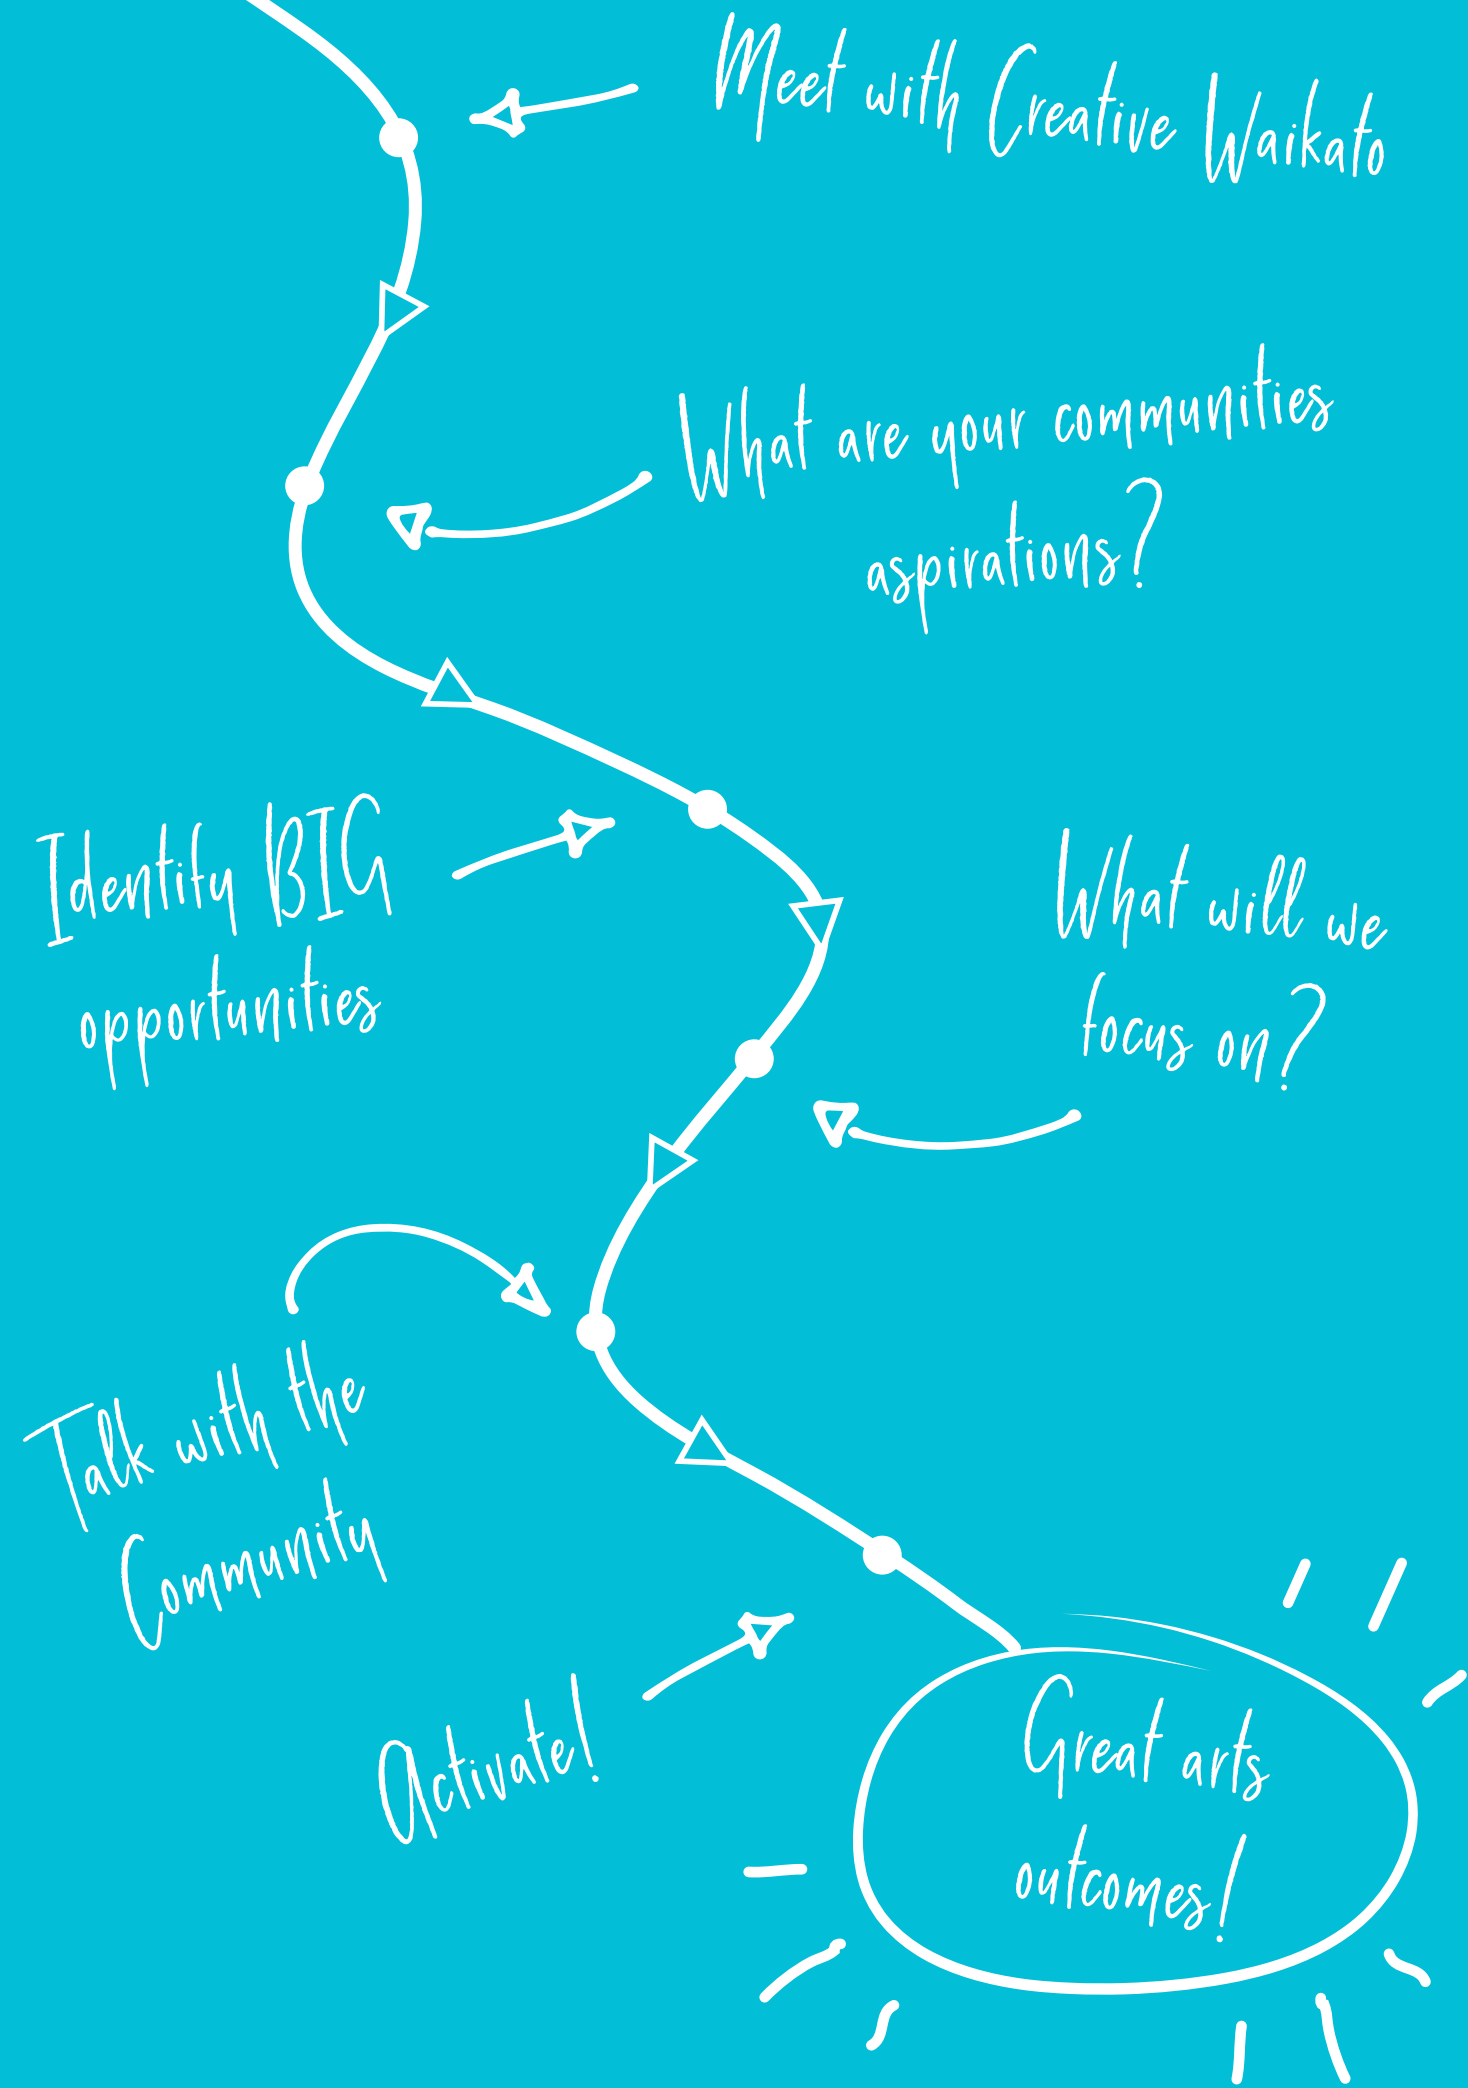 Meet with Creative Waikato
What are your communities
aspirations?
Identify BIG
opportunities
What will we
focus on?
Talk with the
Community
Activate!
Great arts
outcomes!